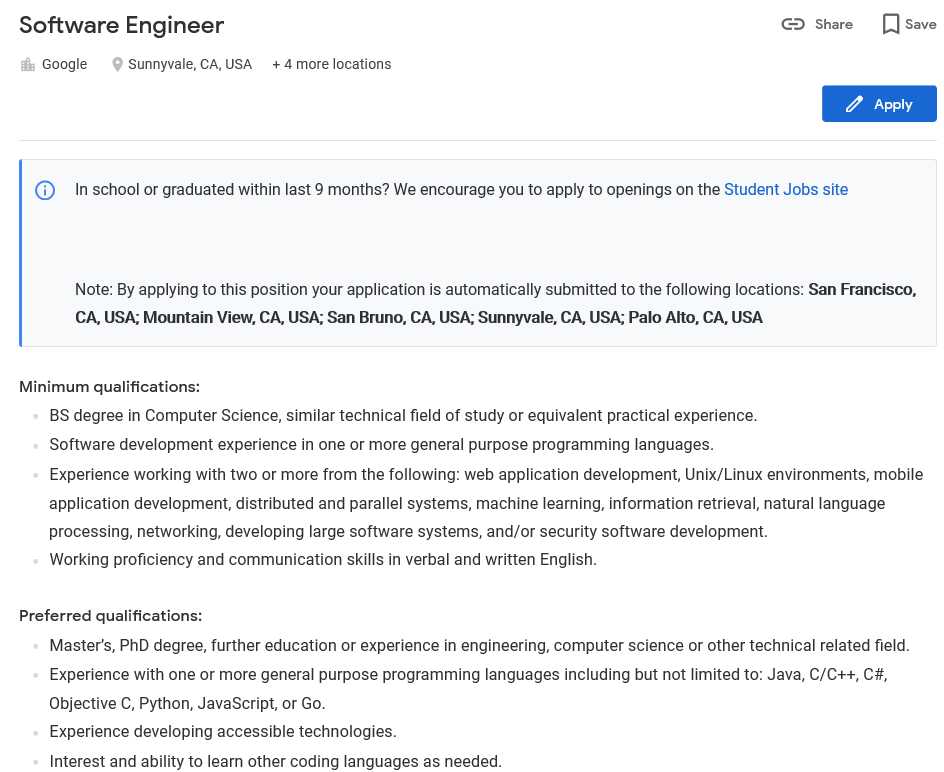 Software Engineer
Share
Save
Google
Sunnyvale, CA, USA
+ 4 more locations
Apply
In school or graduated within last 9 months? We encourage you to apply to openings on the Student Jobs site
Note: By applying to this position your application is automatically submitted to the following locations: San Francisco,
CA, USA; Mountain View, CA, USA; San Bruno, CA, USA; Sunnyvale, CA, USA; Palo Alto, CA, USA
Minimum qualifications:
BS degree in Computer Science, similar technical field of study or equivalent practical experience.
Software development experience in one or more general purpose programming languages.
Experience working with two or more from the following: web application development, Unix/Linux environments, mobile
application development, distributed and parallel systems, machine learning, information retrieval, natural language
processing, networking, developing large software systems, and/or security software development.
Working proficiency and communication skills in verbal and written English.
Preferred qualifications:
Master’s, PhD degree, further education or experience in engineering, computer science or other technical related field.
Experience with one or more general purpose programming languages including but not limited to: Java, C/C++, C#,
Objective C, Python, JavaScript, or Go.
Experience developing accessible technologies.
Interest and ability to learn other coding languages as needed.